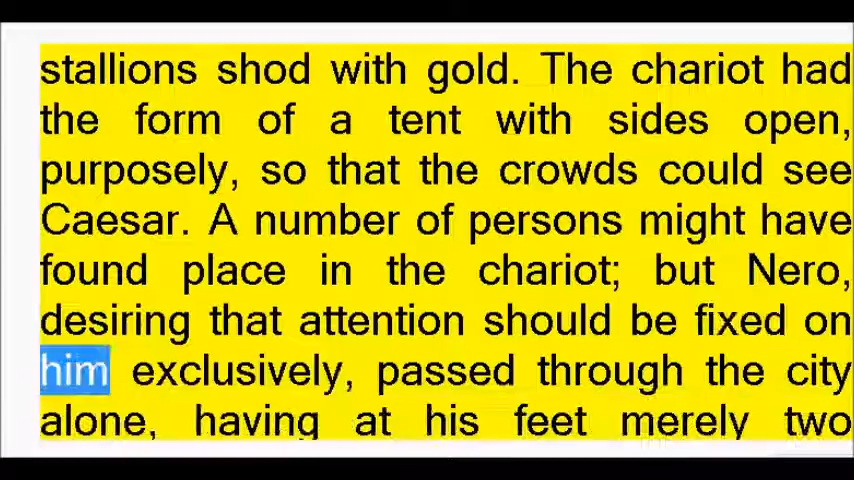 stallions shod with gold. The chariot had
the form of a tent with sides open,
purposely, so that the crowds could see
Caesar. A number of persons might have
found place in the chariot; but Nero,
desiring that attention should be fixed on
him exclusively, passed through the city
alone, having at his feet merely two